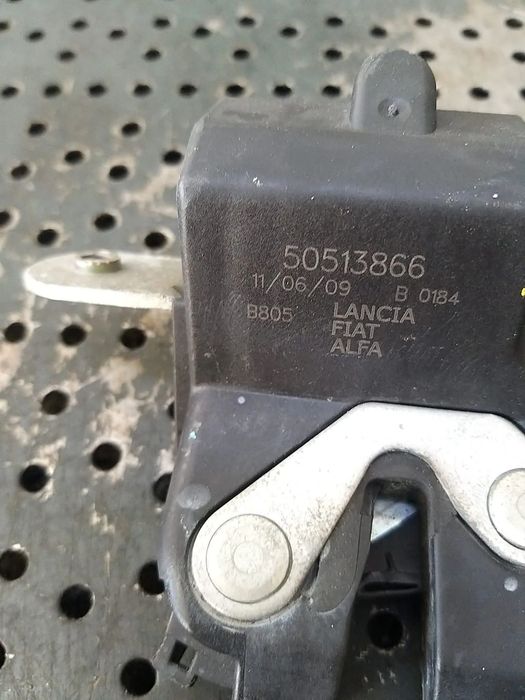 50513866
11/06/09 B 0184
B805 LANCIA
FIAT
ALFA